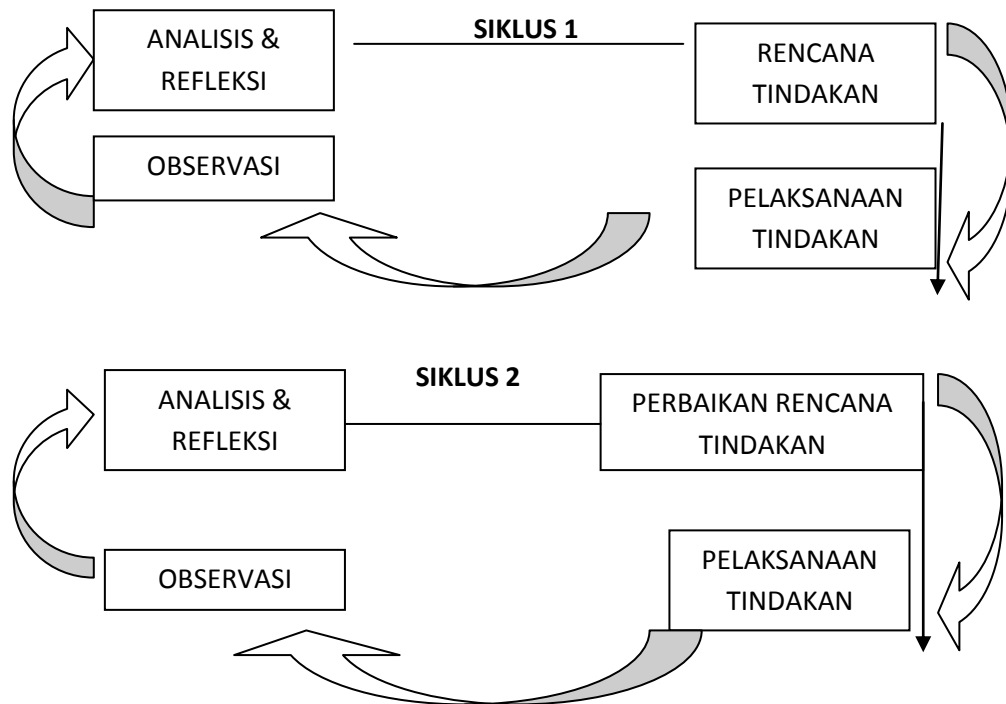 SIKLUS 1
ANALISIS &
REFLEKSI
RENCANA
TINDAKAN
OBSERVASI
PELAKSANAAN
TINDAKAN
SIKLUS 2
ANALISIS &
REFLEKSI
PERBAIKAN RENCANA
TINDAKAN
OBSERVASI
PELAKSANAAN
TINDAKAN